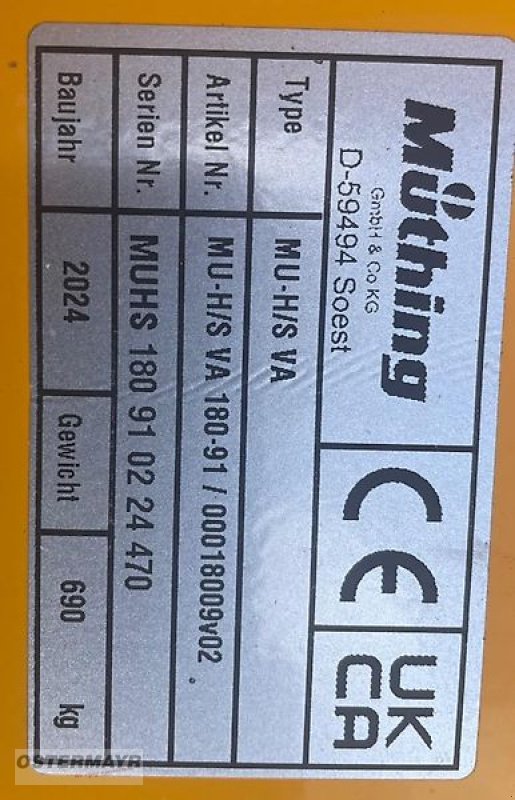 Müthing
GmbH & Co KG
D-59494 Soest
CE
UK
CA
Type MU-H/S VA
Artikel Nr. MU-H/S VA 180-91 / 00018009v02
Serien Nr. MUHS 180 91 02 24 470
Baujahr 2024 Gewicht 690 kg
OSTERMAYR